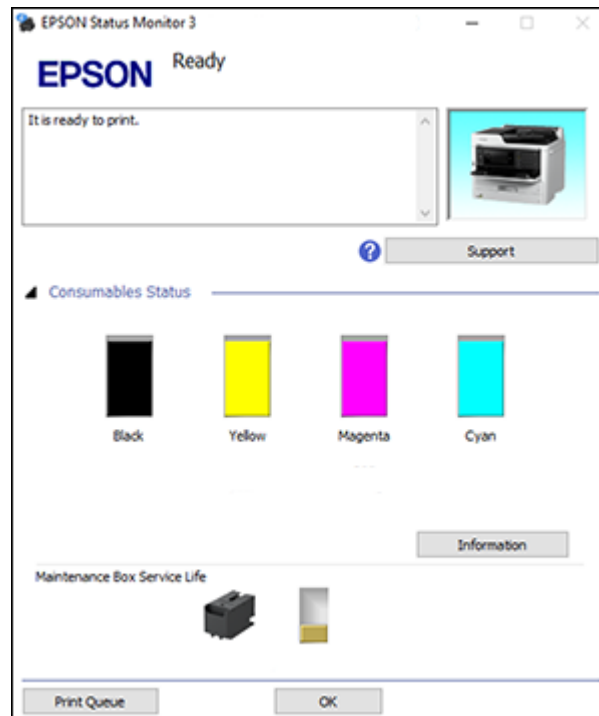 EPSON Status Monitor 3
EPSON
Ready
It is ready to print.
?
Support
Consumables Status
Black
Yellow
Magenta
Cyan
Information
Maintenance Box Service Life
Print Queue
OK